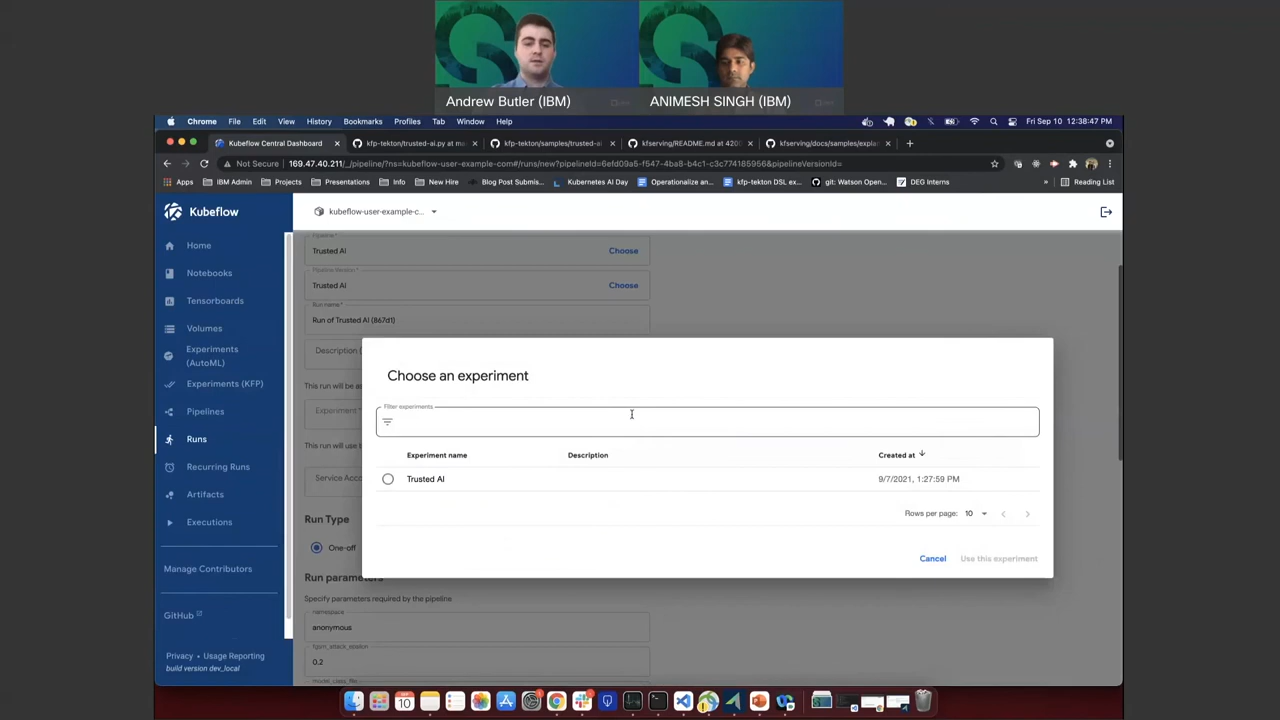 Andrew Butler (IBM)
ANIMESH SINGH (IBM)
Chrome File Edit View History Bookmarks Profiles Tab Window Help
Fri Sep 10 12:38:47 PM
Kubeflow Central Dashboard
kfp-tekton/trusted-ai.py at mas
kfp-tekton/samples/trusted-ai
kfserving/README.md at 4200
kfserving/docs/samples/explai
Not Secure | 169.47.40.211/_/pipeline/?ns=kubeflow-user-example-com#/runs/new?pipelineId=6efd09a5-f547-4ba8-b4c1-c3c774185956&pipelineVersionId=
Apps IBM Admin Projects Presentations Info New Hire Blog Post Submis... Kubernetes AI Day Operationalize an... kfp-tekton DSL ex... git: Watson Open... DEG Interns » Reading List
Kubeflow
kubeflow-user-example-c...
Home
Notebooks
Tensorboards
Volumes
Experiments
(AutoML)
Experiments (KFP)
Pipelines
Runs
Recurring Runs
Artifacts
Executions
Manage Contributors
GitHub
Privacy • Usage Reporting
build version dev_local
Pipeline*
Trusted AI
Choose
Pipeline Version*
Trusted AI
Choose
Run name*
Run of Trusted AI (867d1)
Description (
This run will be as
Experiment*
This run will use t
Service Acco
Run Type
One-off
Run parameters
Specify parameters required by the pipeline
namespace
anonymous
fgsm_attack_epsilon
0.2
model_class_file
Choose an experiment
Filter experiments
Experiment name Description Created at
Trusted AI 9/7/2021, 1:27:59 PM
Rows per page: 10
Cancel Use this experiment